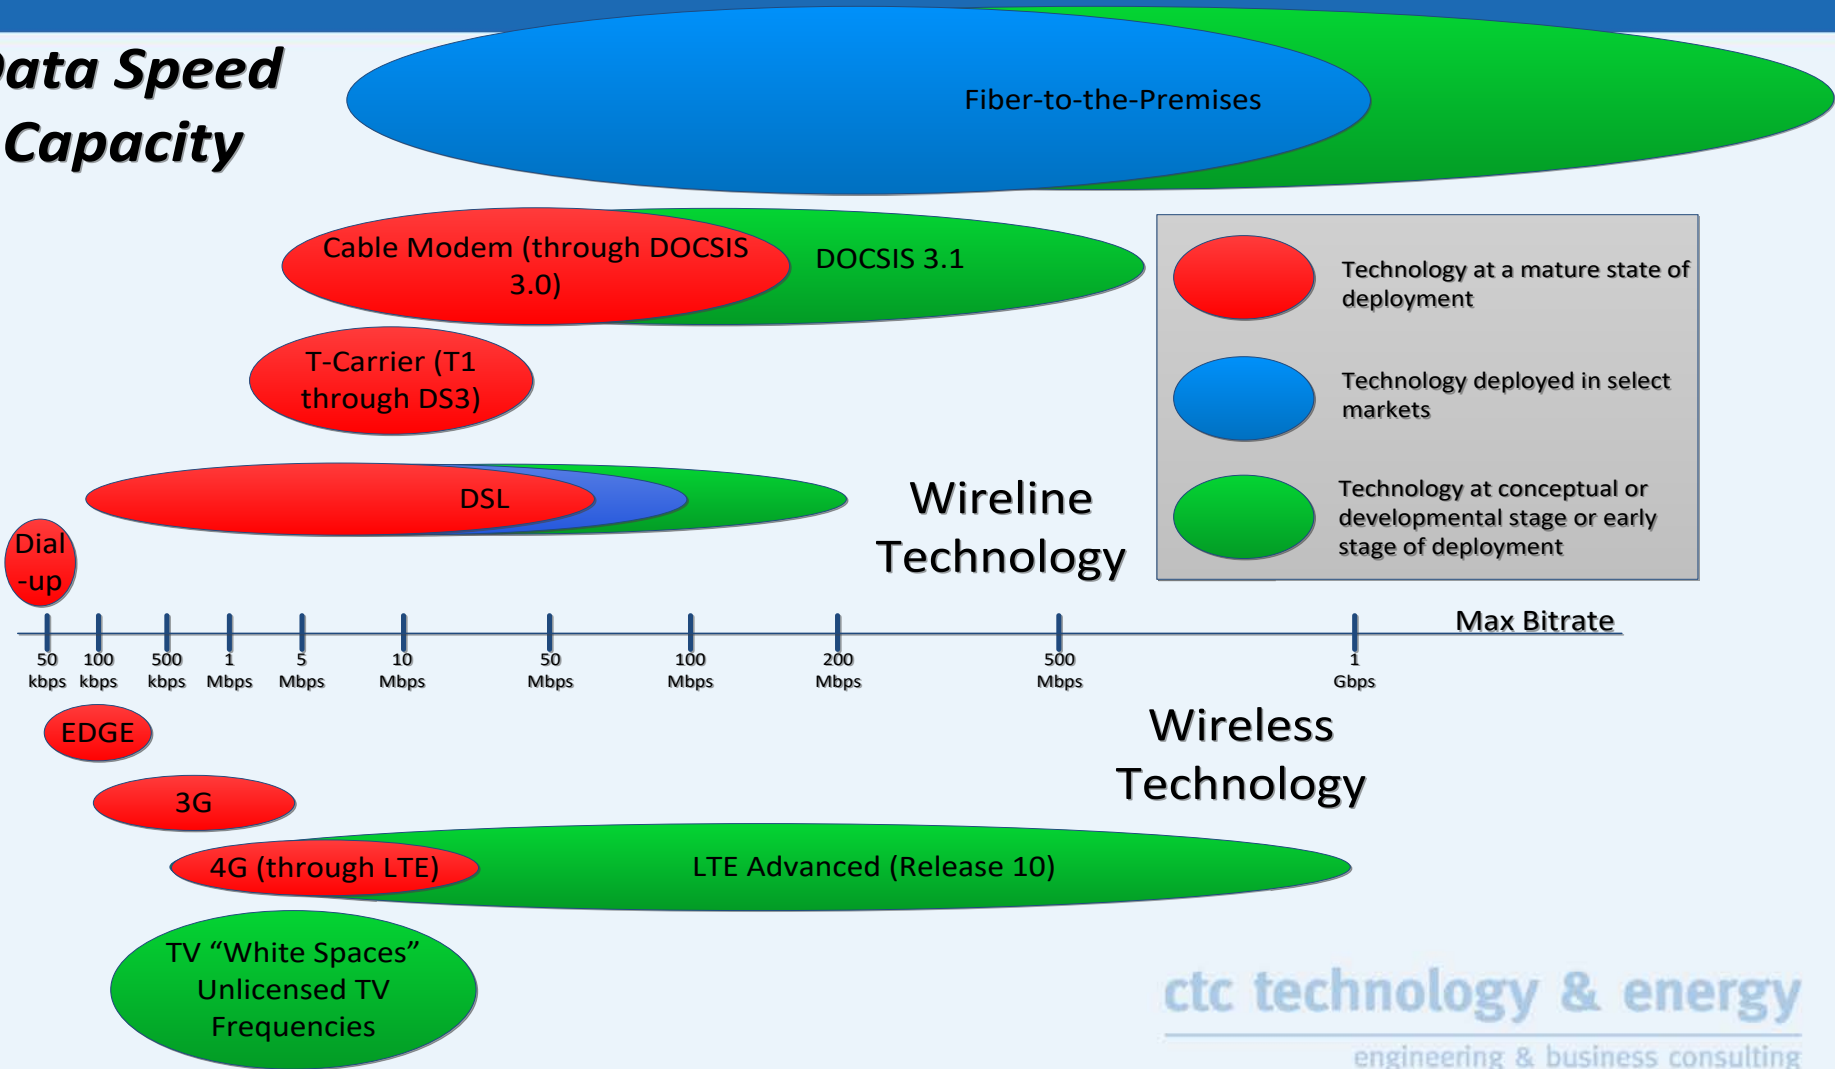 Data Speed
Capacity
Fiber-to-the-Premises
Cable Modem (through DOCSIS
3.0)
DOCSIS 3.1
T-Carrier (T1
through DS3)
DSL
Dial
-up
Wireline
Technology
Technology at a mature state of
deployment
Technology deployed in select
markets
Technology at conceptual or
developmental stage or early
stage of deployment
Max Bitrate
50
kbps
100
kbps
500
kbps
1
Mbps
5
Mbps
10
Mbps
50
Mbps
100
Mbps
200
Mbps
500
Mbps
1
Gbps
EDGE
3G
4G (through LTE)
LTE Advanced (Release 10)
TV “White Spaces”
Unlicensed TV
Frequencies
Wireless
Technology
ctc technology & energy
engineering & business consulting